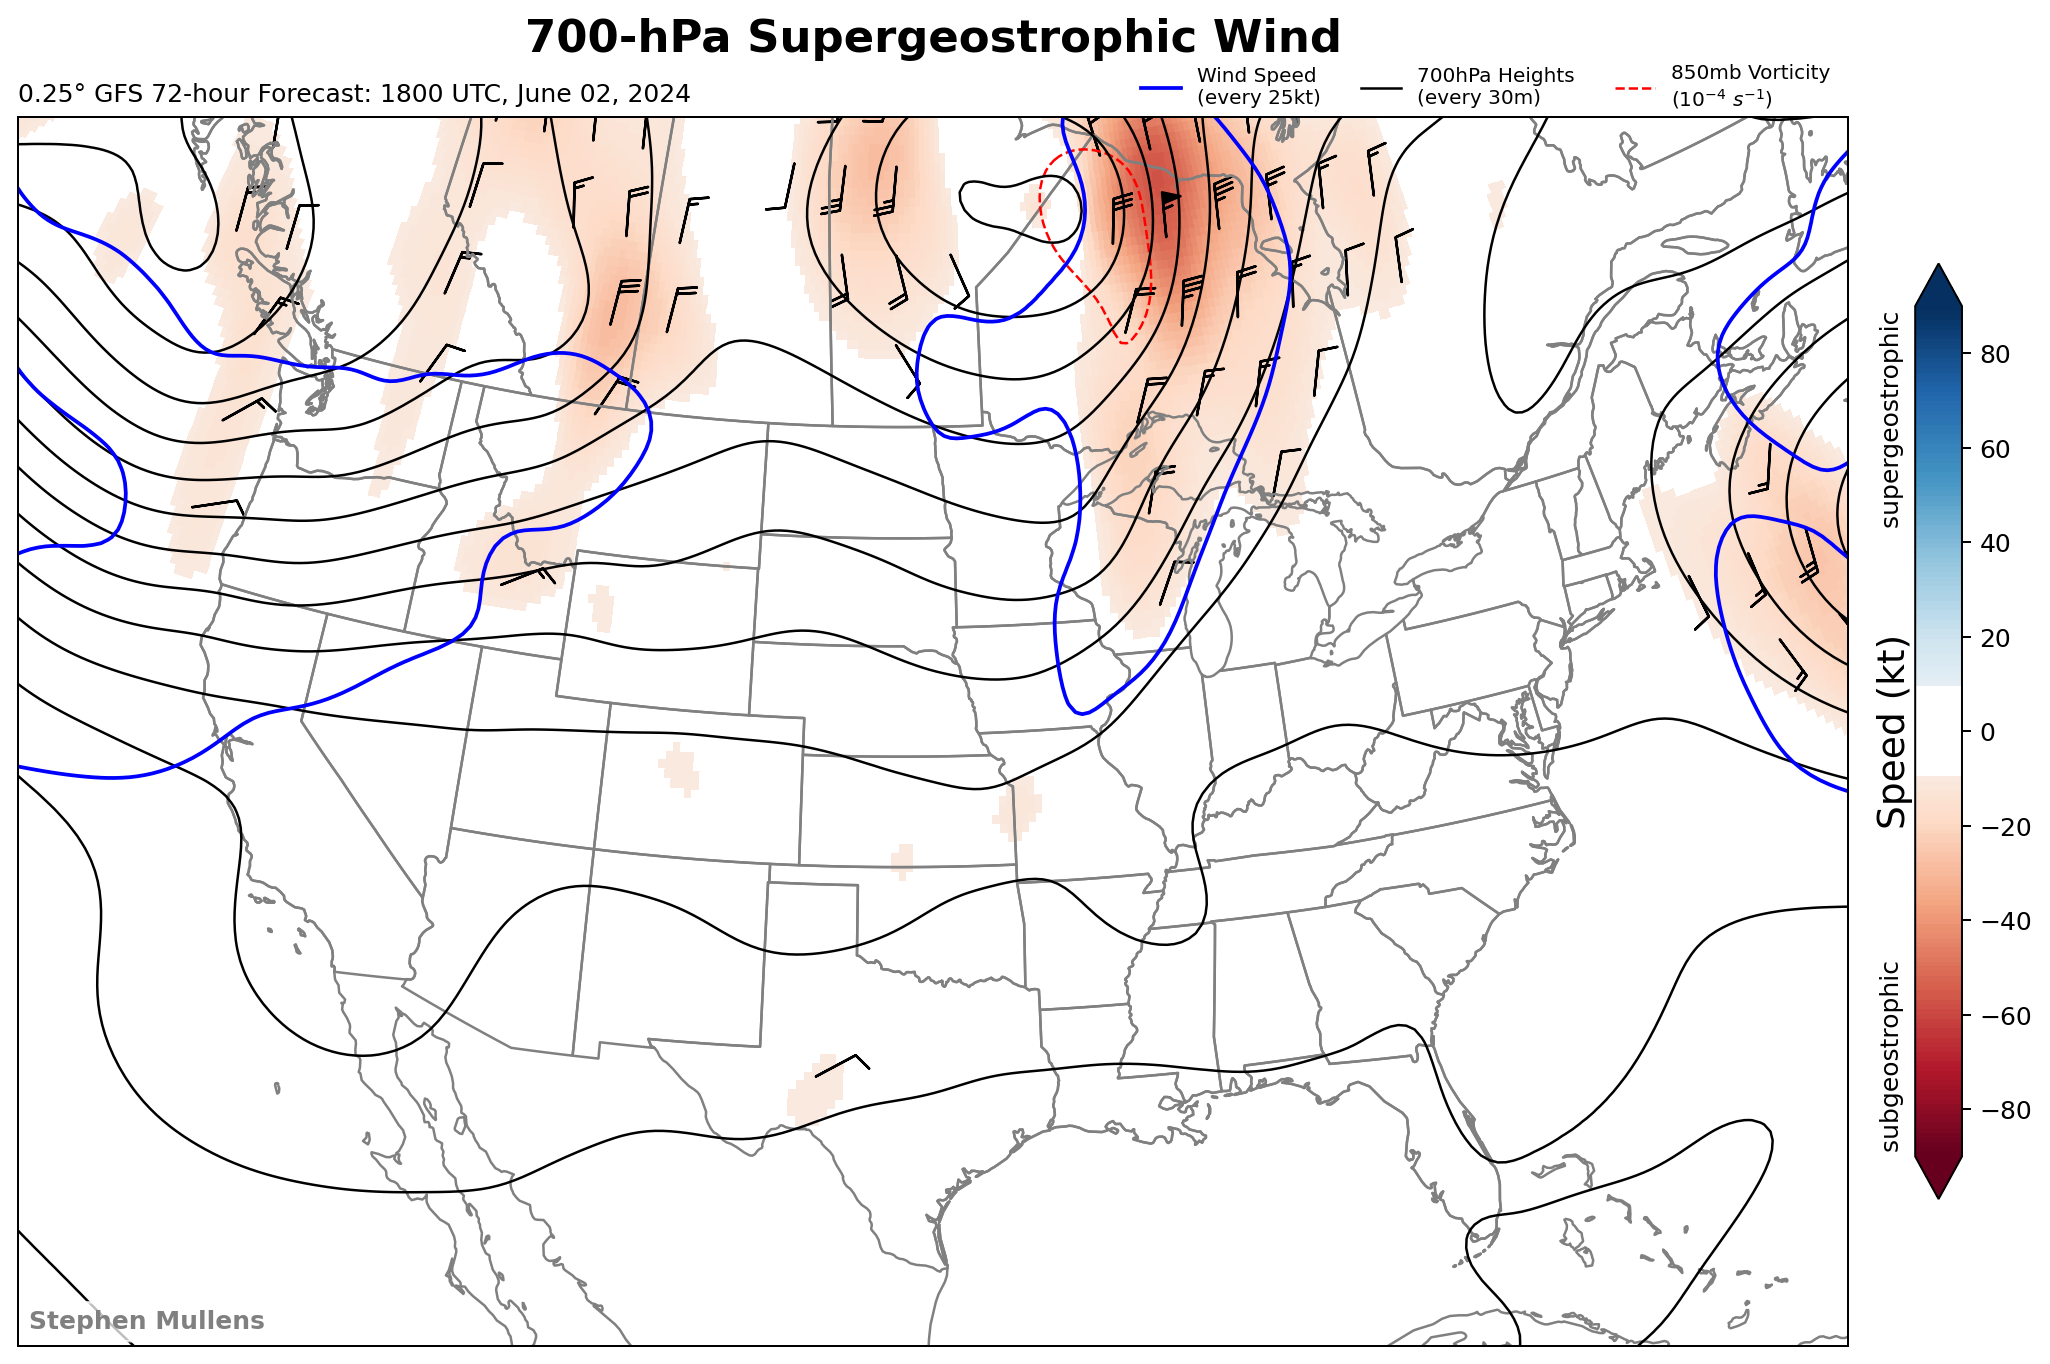 700-hPa Supergeostrophic Wind
0.25° GFS 72-hour Forecast: 1800 UTC, June 02, 2024
Wind Speed
(every 25kt)
700hPa Heights
(every 30m)
850mb Vorticity
(10⁻⁴ s⁻¹)
supergeostrophic
Speed (kt)
subgeostrophic
80
60
40
20
0
−20
−40
−60
−80
Stephen Mullens